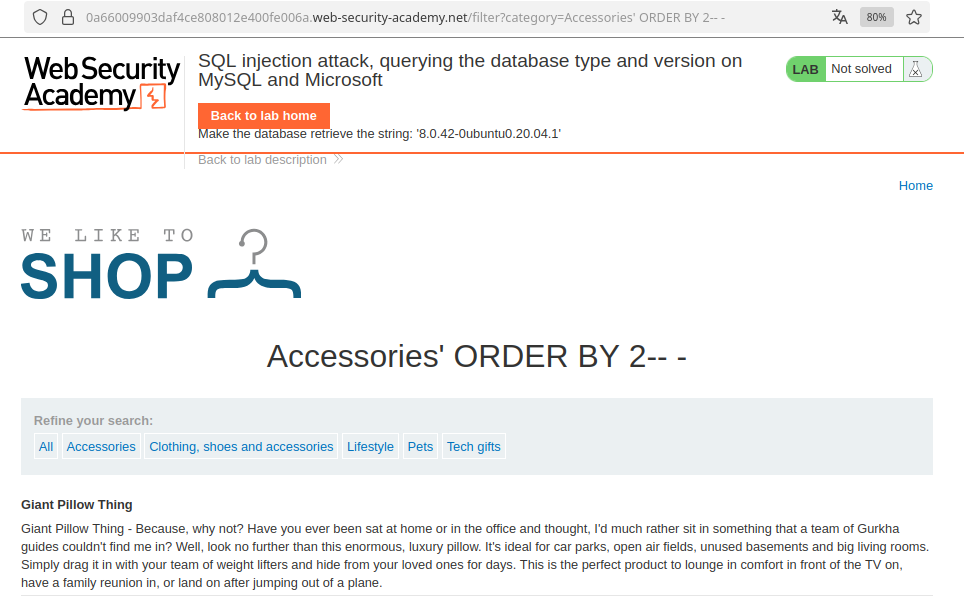 0a66009903daf4ce808012e400fe006a.web-security-academy.net/filter?category=Accessories' ORDER BY 2-- -
80%
Web Security
Academy
SQL injection attack, querying the database type and version on
MySQL and Microsoft
LAB
Not solved
Back to lab home
Make the database retrieve the string: '8.0.42-0ubuntu0.20.04.1'
Back to lab description
Home
WE LIKE TO
SHOP
Accessories' ORDER BY 2-- -
Refine your search:
All Accessories Clothing, shoes and accessories Lifestyle Pets Tech gifts
Giant Pillow Thing
Giant Pillow Thing - Because, why not? Have you ever been sat at home or in the office and thought, I'd much rather sit in something that a team of Gurkha
guides couldn't find me in? Well, look no further than this enormous, luxury pillow. It's ideal for car parks, open air fields, unused basements and big living rooms.
Simply drag it in with your team of weight lifters and hide from your loved ones for days. This is the perfect product to lounge in comfort in front of the TV on,
have a family reunion in, or land on after jumping out of a plane.